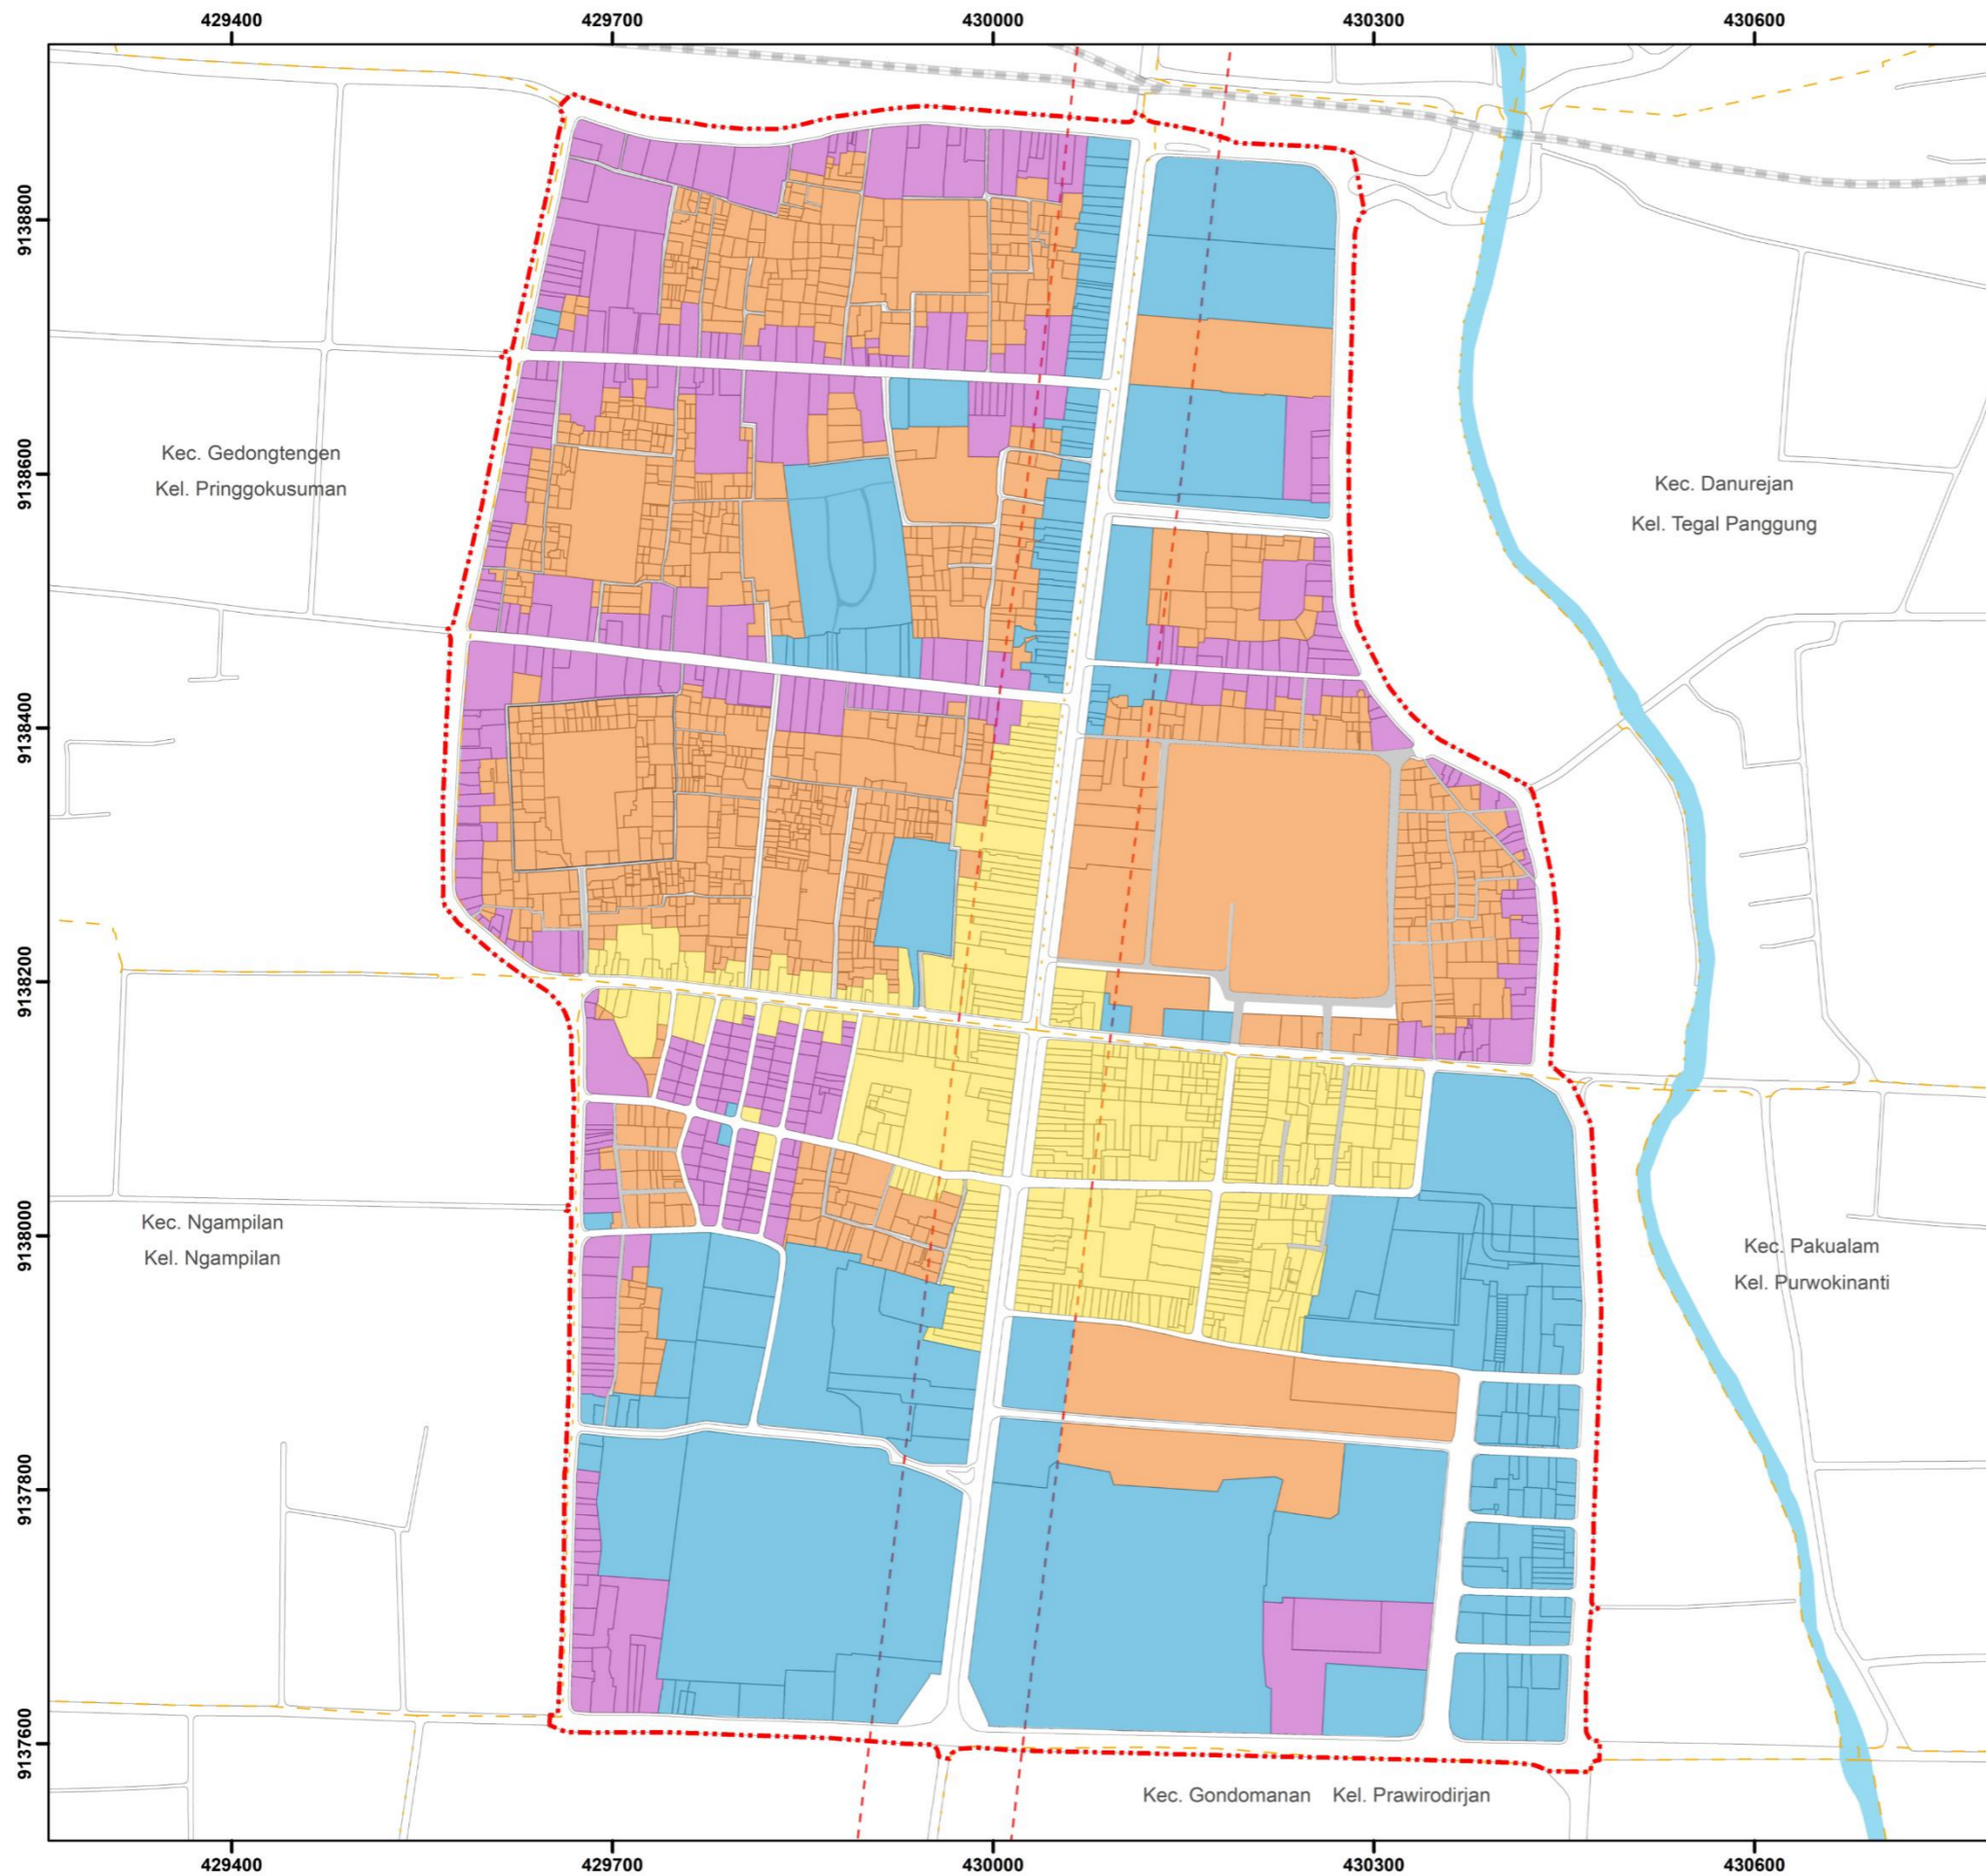 429400
429700
430000
430300
430600
9138800
9138600
9138400
9138200
9138000
9137800
9137600
Kec. Gedongtengen
Kel. Pringgokusuman
Kec. Danurejan
Kel. Tegal Panggung
Kec. Ngampilan
Kel. Ngampilan
Kec. Pakualam
Kel. Purwokinanti
Kec. Gondomanan Kel. Prawirodirjan
429400
429700
430000
430300
430600